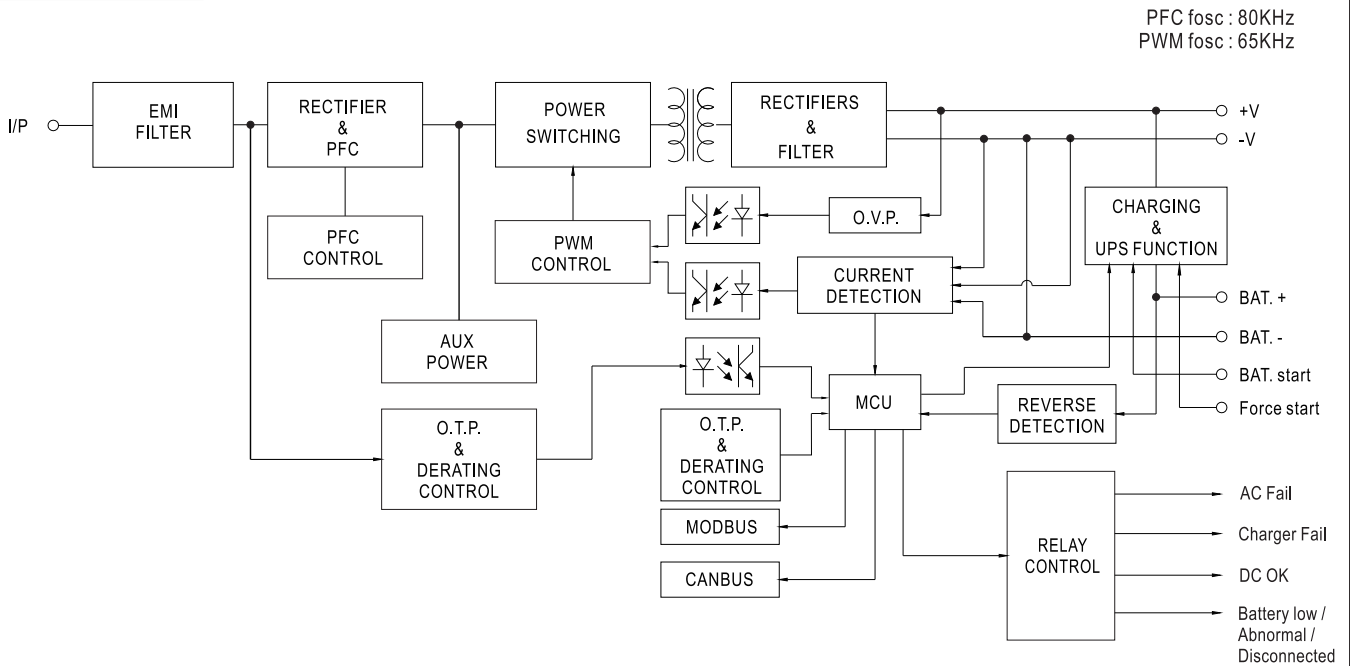 PFC fosc : 80KHz
PWM fosc : 65KHz
I/P
EMI
FILTER
RECTIFIER
&
PFC
POWER
SWITCHING
RECTIFIERS
&
FILTER
+V
-V
PFC
CONTROL
PWM
CONTROL
O.V.P.
CHARGING
&
UPS FUNCTION
CURRENT
DETECTION
BAT. +
BAT. -
AUX
POWER
BAT. start
Force start
MCU
REVERSE
DETECTION
O.T.P.
&
DERATING
CONTROL
O.T.P.
&
DERATING
CONTROL
MODBUS
CANBUS
RELAY
CONTROL
AC Fail
Charger Fail
DC OK
Battery low /
Abnormal /
Disconnected